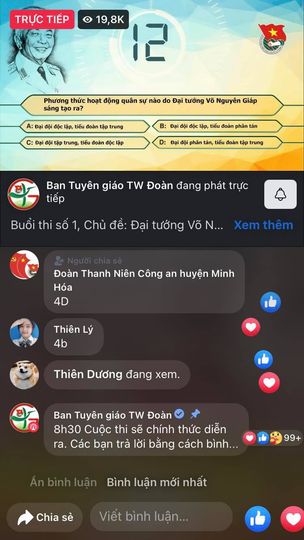 TRỰC TIẾP
19,8K
12
Phương thức hoạt động quân sự nào do Đại tướng Võ Nguyên Giáp
sáng tạo ra?
A: Đại đội độc lập, tiểu đoàn tập trung
B: Đại đội độc lập, tiểu đoàn phân tán
C: Đại đội tập trung, tiểu đoàn độc lập
D: Đại đội phân tán, tiểu đoàn tập trung
Ban Tuyên giáo TW Đoàn đang phát trực
tiếp
Buổi thi số 1, Chủ đề: Đại tướng Võ N... Xem thêm
Người chia sẻ
Đoàn Thanh Niên Công an huyện Minh
Hóa
4D
Thiên Lý
4b
Thiên Dương đang xem.
Ban Tuyên giáo TW Đoàn
8h30 Cuộc thi sẽ chính thức diễn
ra. Các bạn trả lời bằng cách bình...
99+
Ẩn bình luận
Bình luận mới nhất
Chia sẻ
Viết bình luận